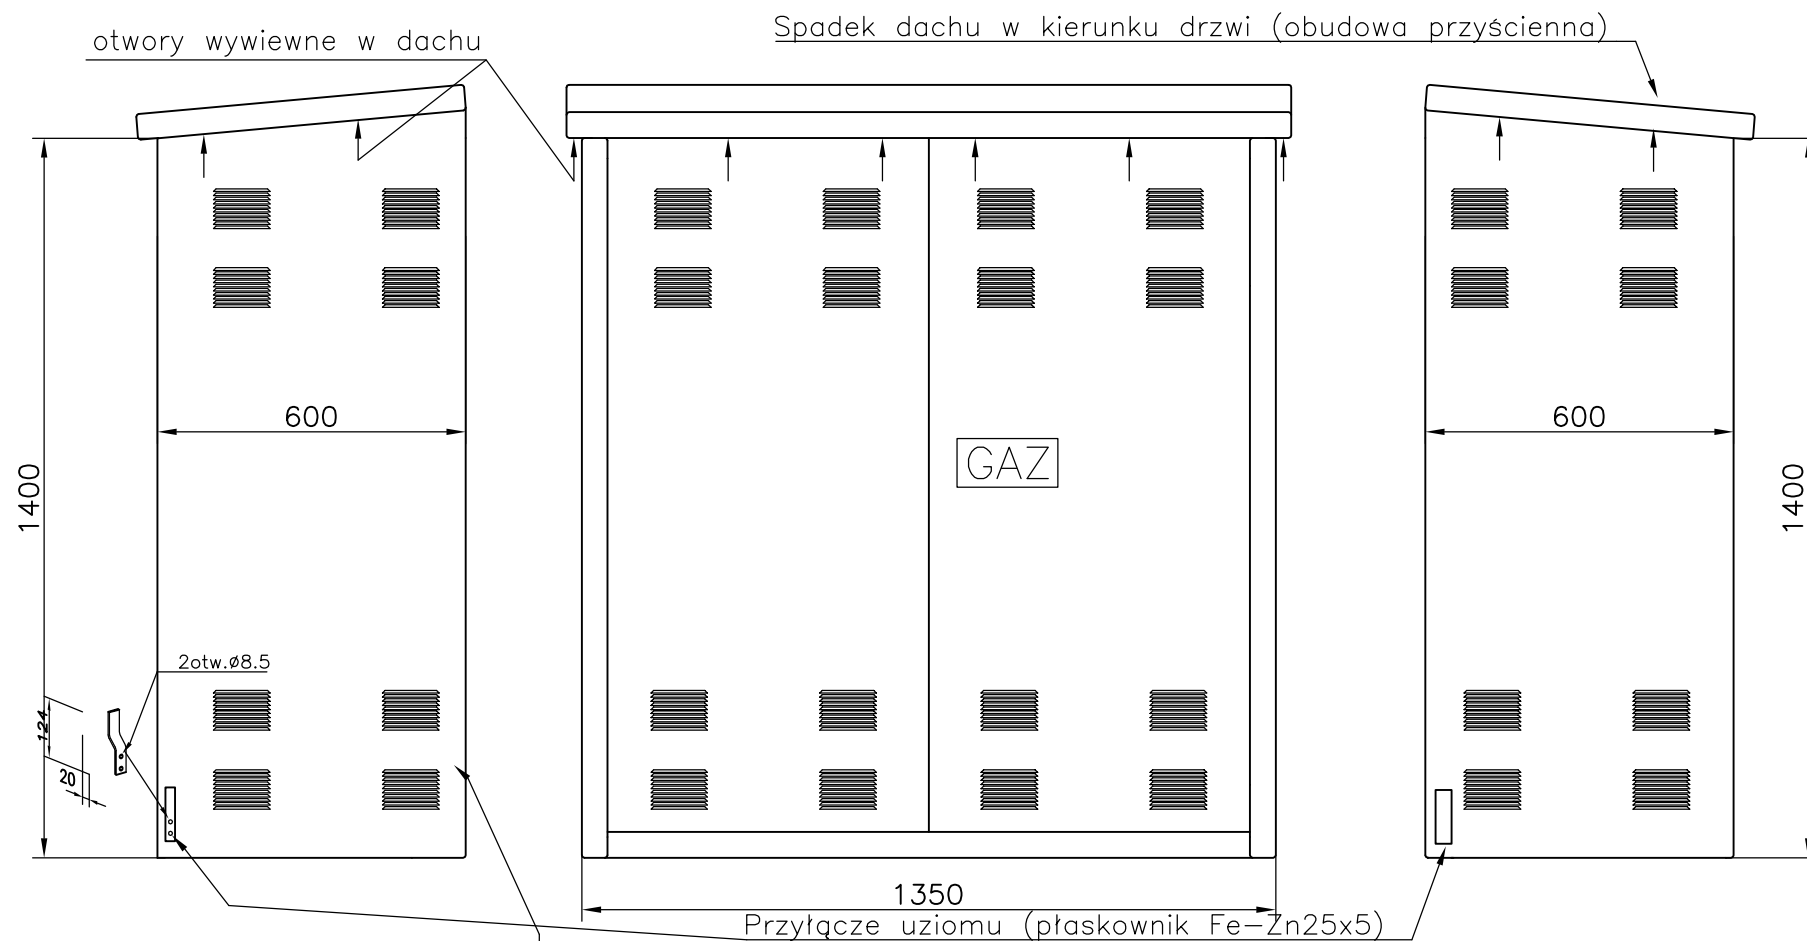 otwory wywiewne w dachu
Spadek dachu w kierunku drzwi (obudowa przyścienna)
600
600
GAZ
1400
1400
2otw.ø8.5
124
20
1350
Przyłącze uziomu (płaskownik Fe-Zn25x5)